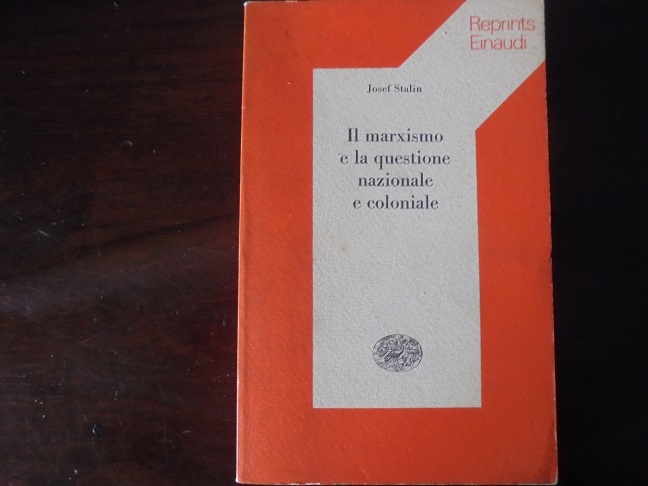 Reprints
Einaudi
Josef Stalin
Il marxismo
e la questione
nazionale
e coloniale